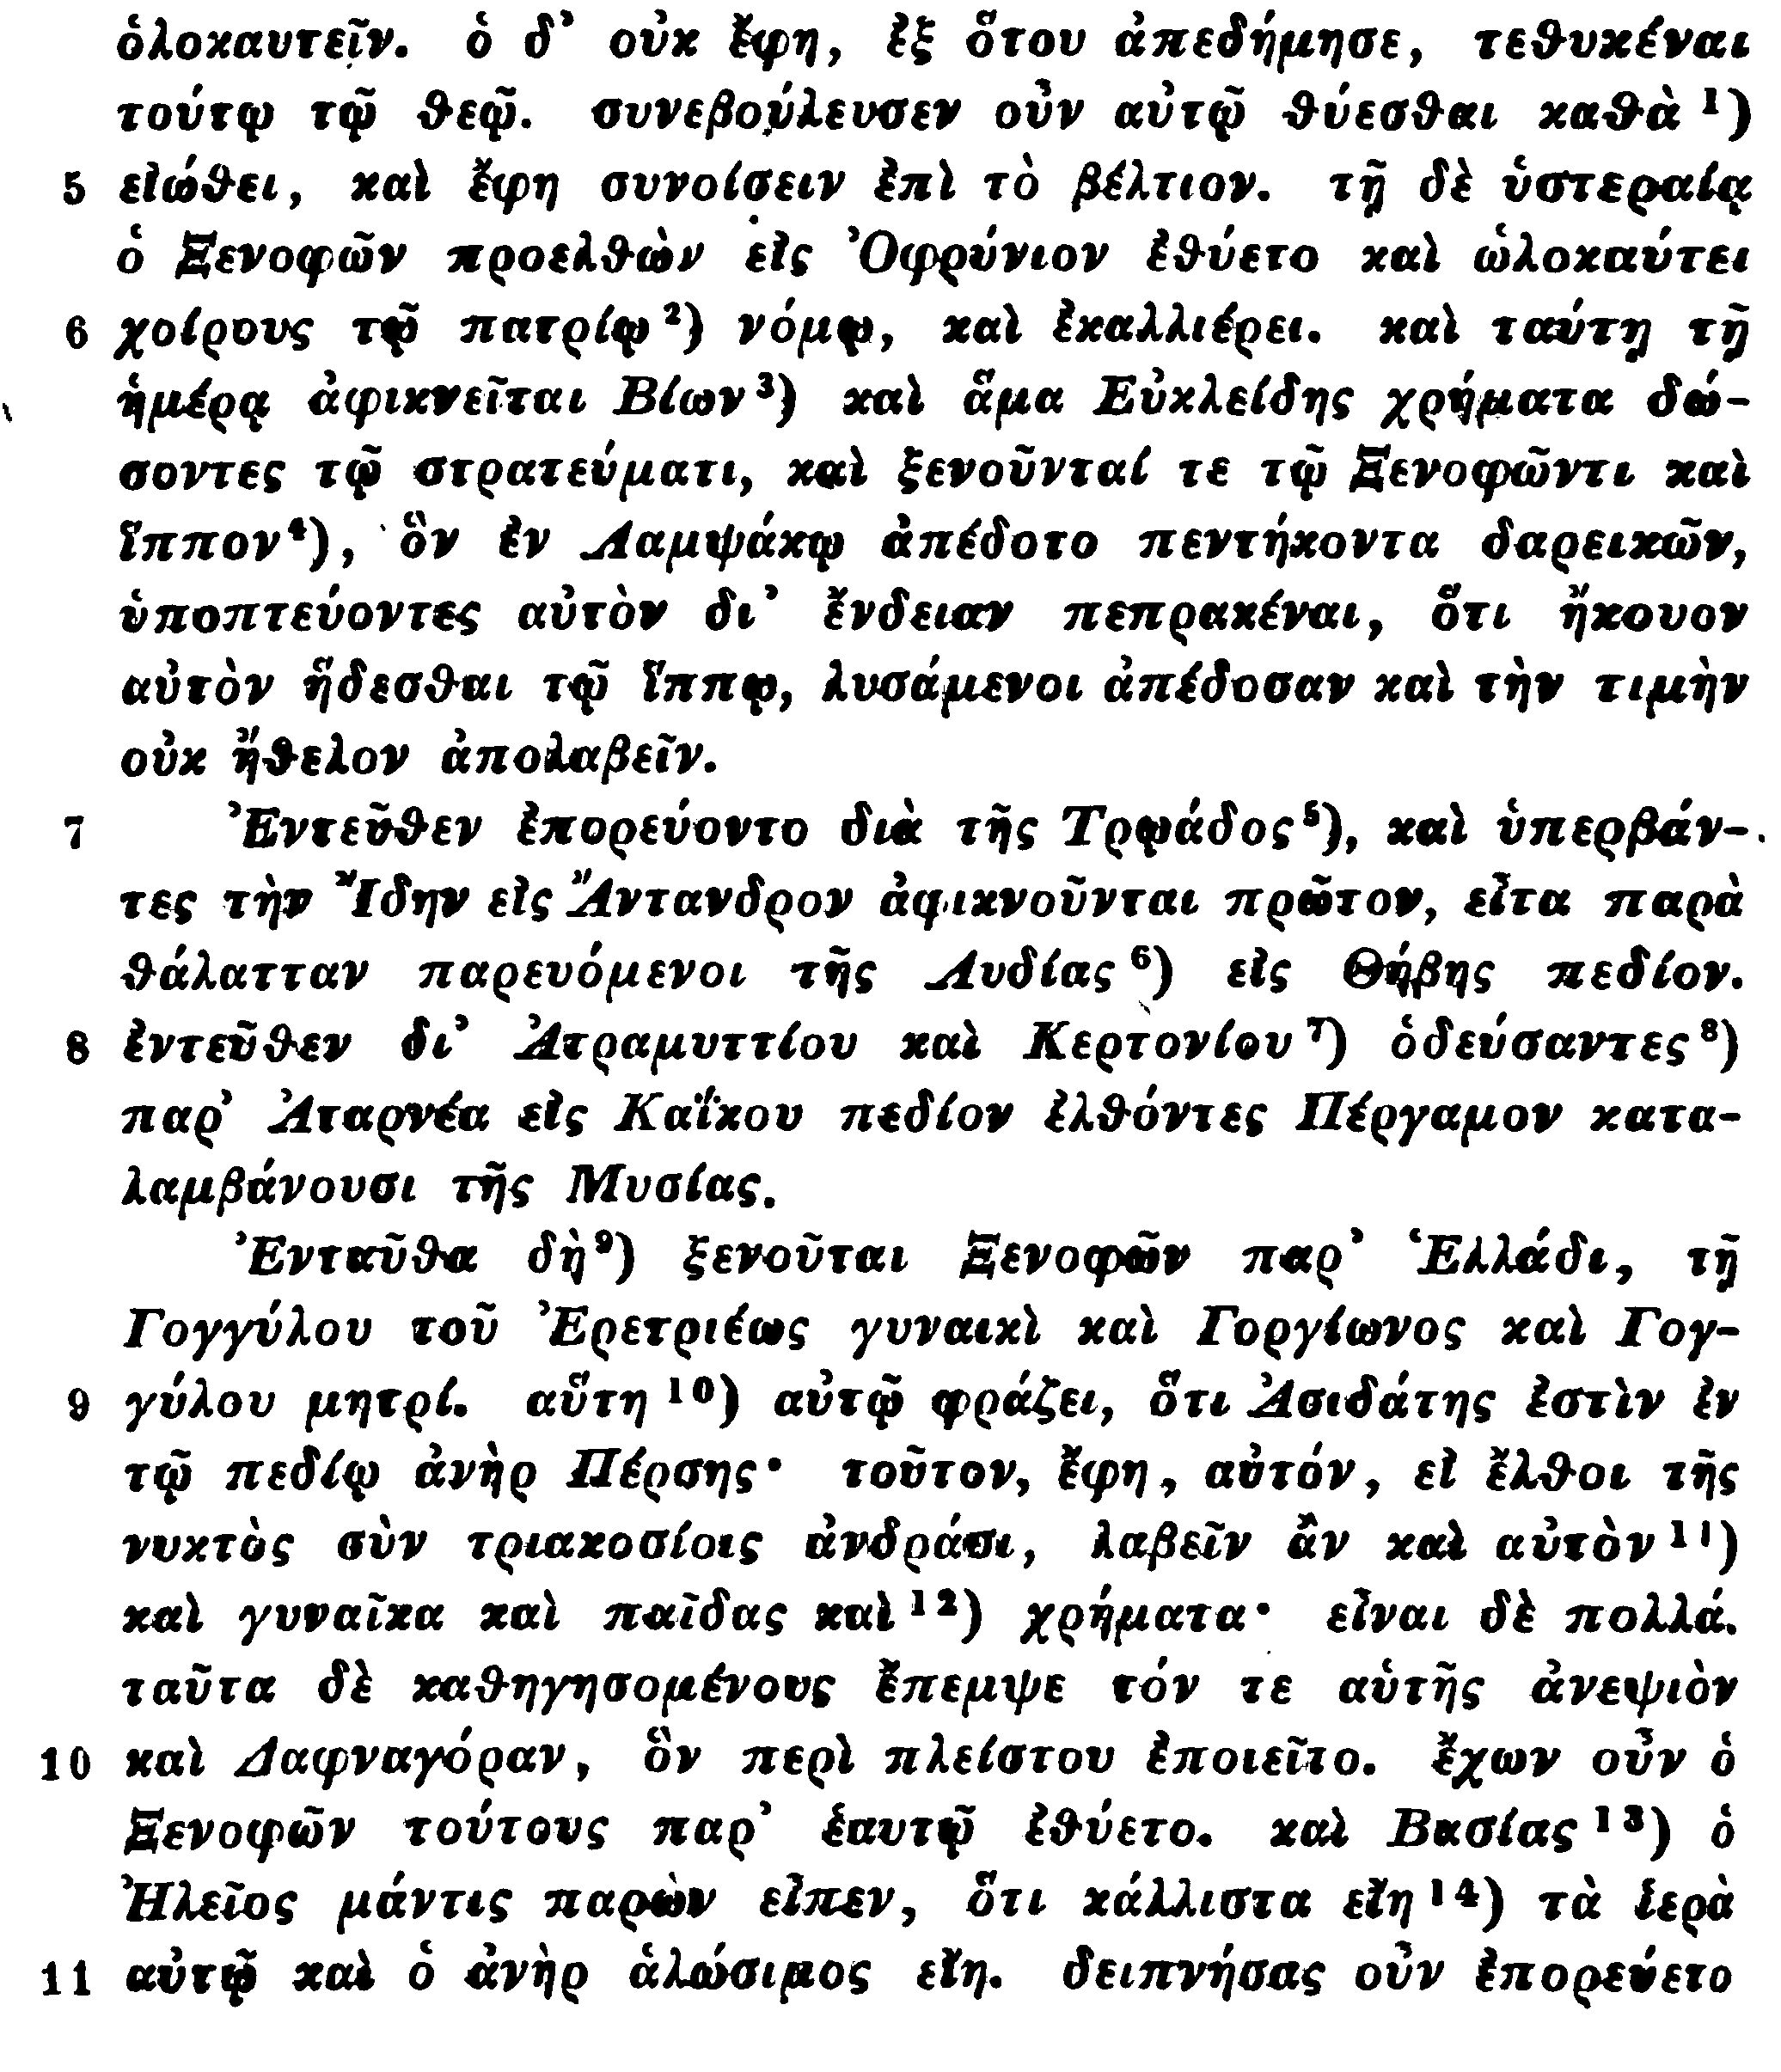 ὁλοκαυτεῖν. ὁ δ᾽ οὐκ ἔφη, ἐξ ὅτου ἀπεδήμησε, τεθυκέναι
τούτῳ τῷ θεῷ. συνεβούλευσεν οὖν αὐτῷ θύεσθαι καθὰ ¹)
5 εἰώθει, καὶ ἔφη συνοίσειν ἐπὶ τὸ βέλτιον. τῇ δὲ ὑστεραίᾳ
ὁ Ξενοφῶν προελθὼν εἰς Ὀφρύνιον ἐθύετο καὶ ὡλοκαύτει
6 χοίρους τῷ πατρίῳ ²) νόμῳ, καὶ ἐκαλλιέρει. καὶ ταύτῃ τῇ
ἡμέρᾳ ἀφικνεῖται Βίων ³) καὶ ἅμα Εὐκλείδης χρήματα δώ-
σοντες τῷ στρατεύματι, καὶ ξενοῦνταί τε τῷ Ξενοφῶντι καὶ
ἵππον ⁴), ὃν ἐν Λαμψάκῳ ἀπέδοτο πεντήκοντα δαρεικῶν,
ὑποπτεύοντες αὐτὸν δι᾽ ἔνδειαν πεπρακέναι, ὅτι ἤκουον
αὐτὸν ἥδεσθαι τῷ ἵππῳ, λυσάμενοι ἀπέδοσαν καὶ τὴν τιμὴν
οὐκ ἤθελον ἀπολαβεῖν.
7 Ἐντεῦθεν ἐπορεύοντο διὰ τῆς Τρῳάδος ⁵), καὶ ὑπερβάν-
τες τὴν Ἴδην εἰς Ἄντανδρον ἀφικνοῦνται πρῶτον, εἶτα παρὰ
θάλατταν παρευόμενοι τῆς Λυδίας ⁶) εἰς Θήβης πεδίον.
8 ἐντεῦθεν δι᾽ Ἀτραμυττίου καὶ Κερτονίου ⁷) ὁδεύσαντες ⁸)
παρ᾽ Ἀταρνέα εἰς Καΐκου πεδίον ἐλθόντες Πέργαμον κατα-
λαμβάνουσι τῆς Μυσίας.
Ἐνταῦθα δὴ ⁹) ξενοῦται Ξενοφῶν παρ᾽ Ἑλλάδι, τῇ
Γογγύλου τοῦ Ἐρετριέως γυναικὶ καὶ Γοργίωνος καὶ Γογ-
9 γύλου μητρί. αὕτη ¹⁰) αὐτῷ φράζει, ὅτι Ἀσιδάτης ἐστὶν ἐν
τῷ πεδίῳ ἀνὴρ Πέρσης· τοῦτον, ἔφη, αὐτόν, εἰ ἔλθοι τῆς
νυκτὸς σὺν τριακοσίοις ἀνδράσι, λαβεῖν ἂν καὶ αὐτὸν ¹¹)
καὶ γυναῖκα καὶ παῖδας καὶ ¹²) χρήματα· εἶναι δὲ πολλά.
ταῦτα δὲ καθηγησομένους ἔπεμψε τόν τε αὑτῆς ἀνεψιὸν
10 καὶ Δαφναγόραν, ὃν περὶ πλείστου ἐποιεῖτο. ἔχων οὖν ὁ
Ξενοφῶν τούτους παρ᾽ ἑαυτῷ ἐθύετο. καὶ Βασίας ¹³) ὁ
Ἠλεῖος μάντις παρὼν εἶπεν, ὅτι κάλλιστα εἴη ¹⁴) τὰ ἱερὰ
11 αὐτῷ καὶ ὁ ἀνὴρ ἁλώσιμος εἴη. δειπνήσας οὖν ἐπορεύετο